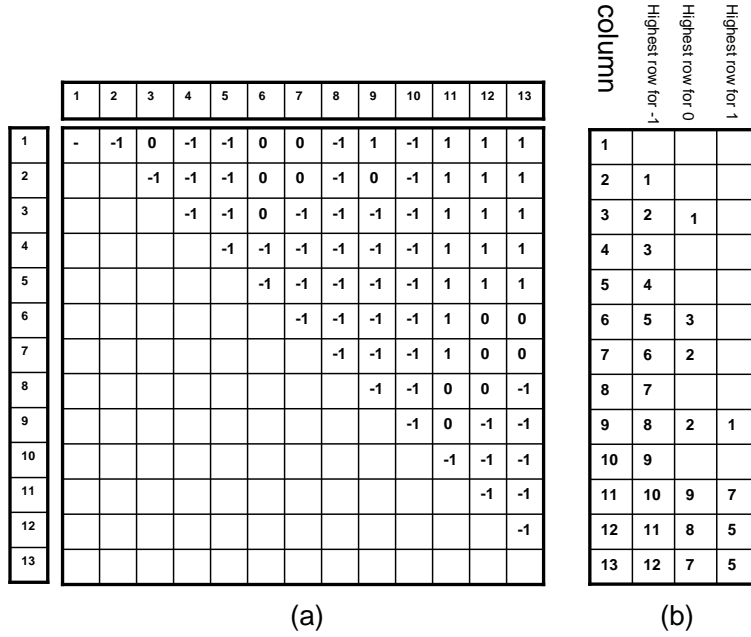 column
Highest row for -1
Highest row for 0
Highest row for 1
1 2 3 4 5 6 7 8 9 10 11 12 13
1 - -1 0 -1 -1 0 0 -1 1 -1 1 1 1
2 -1 -1 -1 0 0 -1 0 -1 1 1 1
3 -1 -1 0 -1 -1 -1 -1 1 1 1
4 -1 -1 -1 -1 -1 -1 1 1 1
5 -1 -1 -1 -1 -1 1 1 1
6 -1 -1 -1 -1 1 0 0
7 -1 -1 -1 1 0 0
8 -1 -1 0 0 -1
9 -1 0 -1 -1
10 -1 -1 -1
11 -1 -1
12 -1
13
1
2 1
3 2 1
4 3
5 4
6 5 3
7 6 2
8 7
9 8 2 1
10 9
11 10 9 7
12 11 8 5
13 12 7 5
(a)
(b)